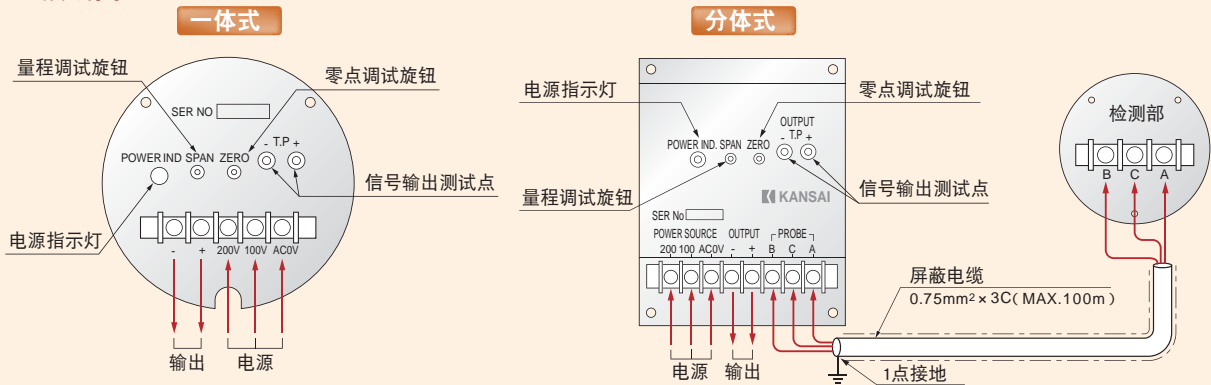 一体式
量程调试旋钮
零点调试旋钮
SER NO
- T.P +
POWER IND SPAN ZERO
信号输出测试点
电源指示灯
- + 200V 100V AC0V
输出 电源
分体式
电源指示灯
零点调试旋钮
OUTPUT
- T.P +
POWER IND. SPAN ZERO
量程调试旋钮
信号输出测试点
KANSAI
SER No
POWER SOURCE OUTPUT PROBE
200 100 AC0V - + B C A
电源 输出
检测部
B C A
屏蔽电缆
0.75mm²×3C(MAX.100m)
1点接地